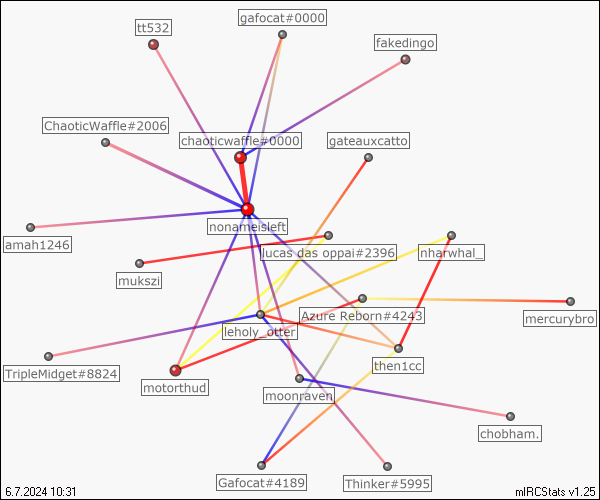 gafocat#0000
tt532
fakedingo
ChaoticWaffle#2006
chaoticwaffle#0000
gateauxcatto
nonameisleft
amah1246
lucas das oppai#2396
nharwhal_
mukszi
Azure Reborn#4243
mercurybro
leholy_otter
then1cc
TripleMidget#8824
motorthud
moonraven
chobham.
Gafocat#4189
Thinker#5995
6.7.2024 10:31
mIRCStats v1.25